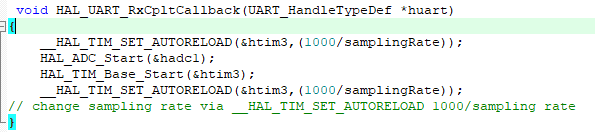 void HAL_UART_RxCpltCallback(UART_HandleTypeDef *huart)
{
__HAL_TIM_SET_AUTORELOAD(&htim3,(1000/samplingRate));
HAL_ADC_Start(&hadc1);
HAL_TIM_Base_Start(&htim3);
__HAL_TIM_SET_AUTORELOAD(&htim3,(1000/samplingRate));
// change sampling rate via __HAL_TIM_SET_AUTORELOAD 1000/sampling rate
}